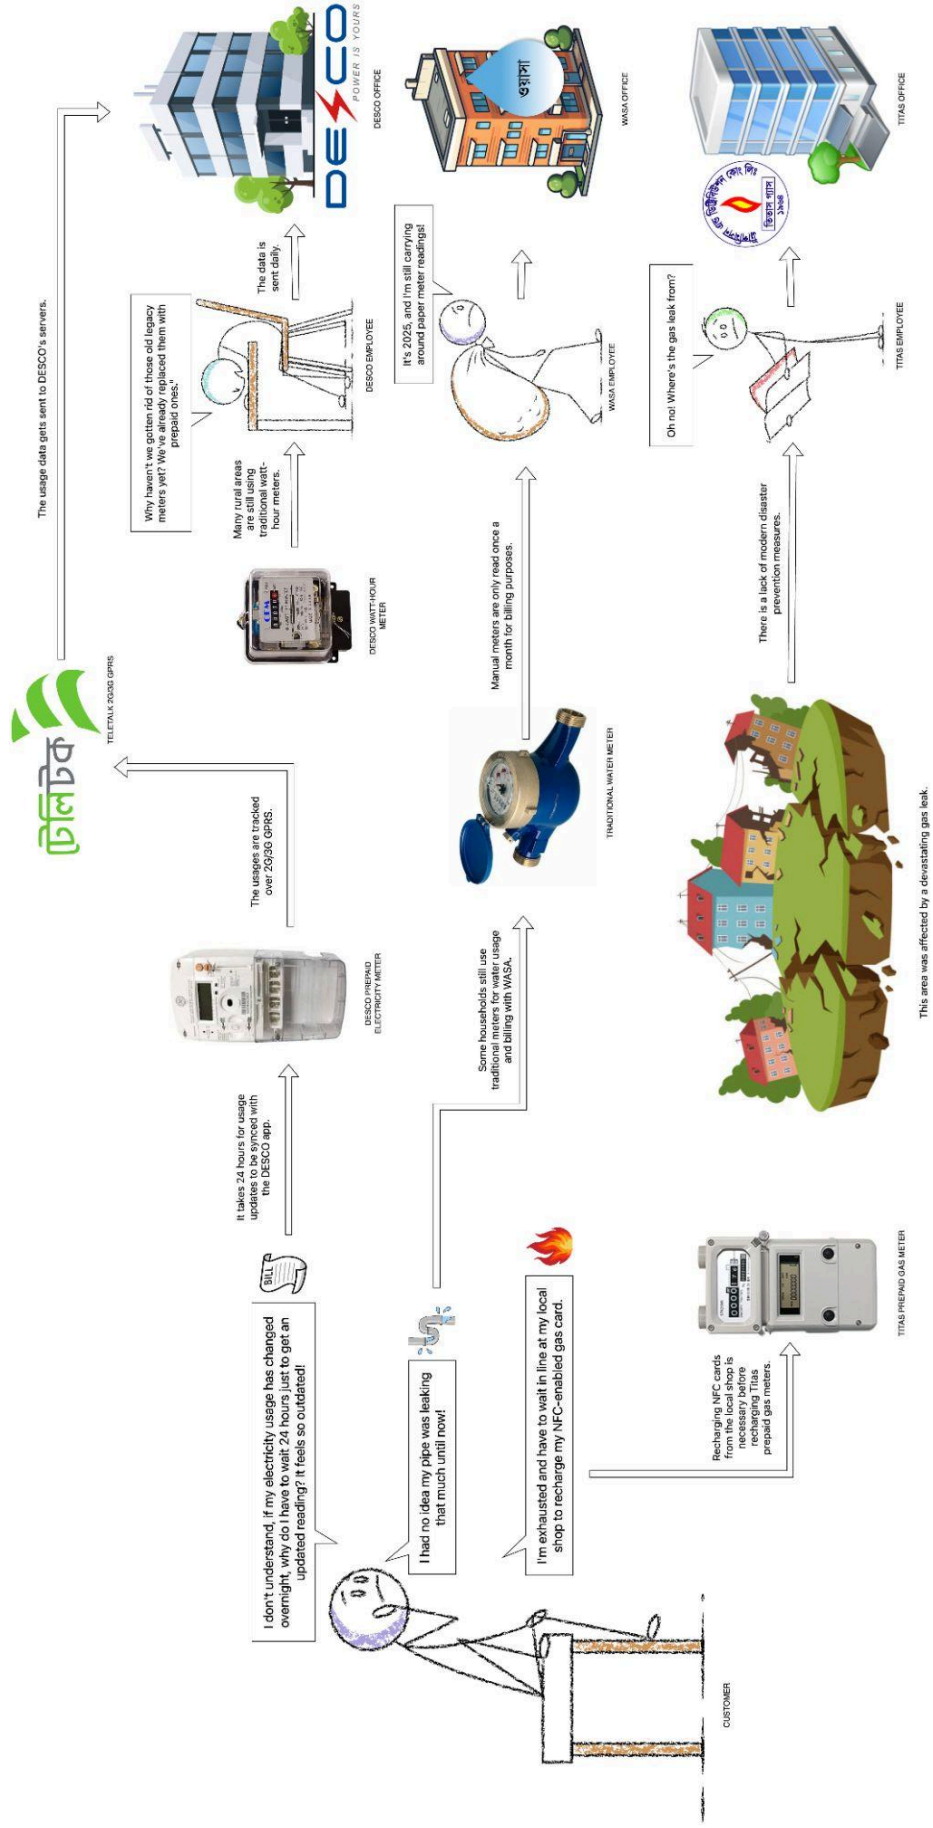 The usage data gets sent to DESCO's servers.
টেলিটক
TELETALK 2G/3G GPRS
The usages are tracked
over 2G/3G GPRS.
I don't understand, if my electricity usage has changed
overnight, why do I have to wait 24 hours just to get an
updated reading? It feels so outdated!
BILL
It takes 24 hours for usage
updates to be synced with
the DESCO app.
DESCO PREPAID
ELECTRICITY METER
DESCO WATT-HOUR
METER
Many rural areas
are still using
traditional watt-
hour meters.
Why haven't we gotten rid of those old legacy
meters yet? We've already replaced them with
prepaid ones."
DESCO EMPLOYEE
The data is
sent daily.
DESCO
POWER IS YOURS
DESCO OFFICE
I had no idea my pipe was leaking
that much until now!
Some households still use
traditional meters for water usage
and billing with WASA.
TRADITIONAL WATER METER
Manual meters are only read once a
month for billing purposes.
It's 2025, and I'm still carrying
around paper meter readings!
WASA EMPLOYEE
ওয়াসা
WASA OFFICE
I'm exhausted and have to wait in line at my local
shop to recharge my NFC-enabled gas card.
CUSTOMER
Recharging NFC cards
from the local shop is
necessary before
recharging Titas
prepaid gas meters.
TITAS PREPAID GAS METER
This area was affected by a devastating gas leak.
There is a lack of modern disaster
prevention measures.
Oh no! Where's the gas leak from?
TITAS EMPLOYEE
তিতাস গ্যাস
১৯৬৪
TITAS OFFICE